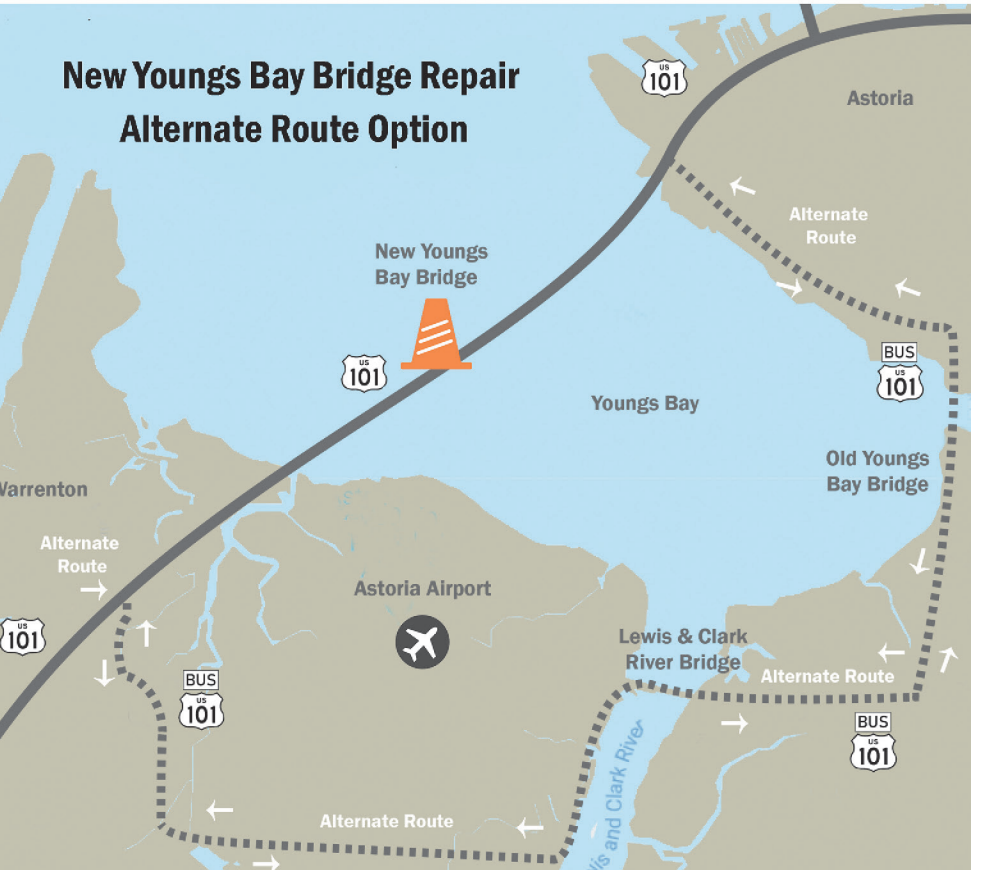 New Youngs Bay Bridge Repair
Alternate Route Option
US
101
Astoria
Alternate
Route
New Youngs
Bay Bridge
US
101
BUS
US
101
Youngs Bay
Old Youngs
Bay Bridge
Warrenton
Alternate
Route
Astoria Airport
US
101
Lewis & Clark
River Bridge
Alternate Route
BUS
US
101
BUS
US
101
is and Clark River
Alternate Route